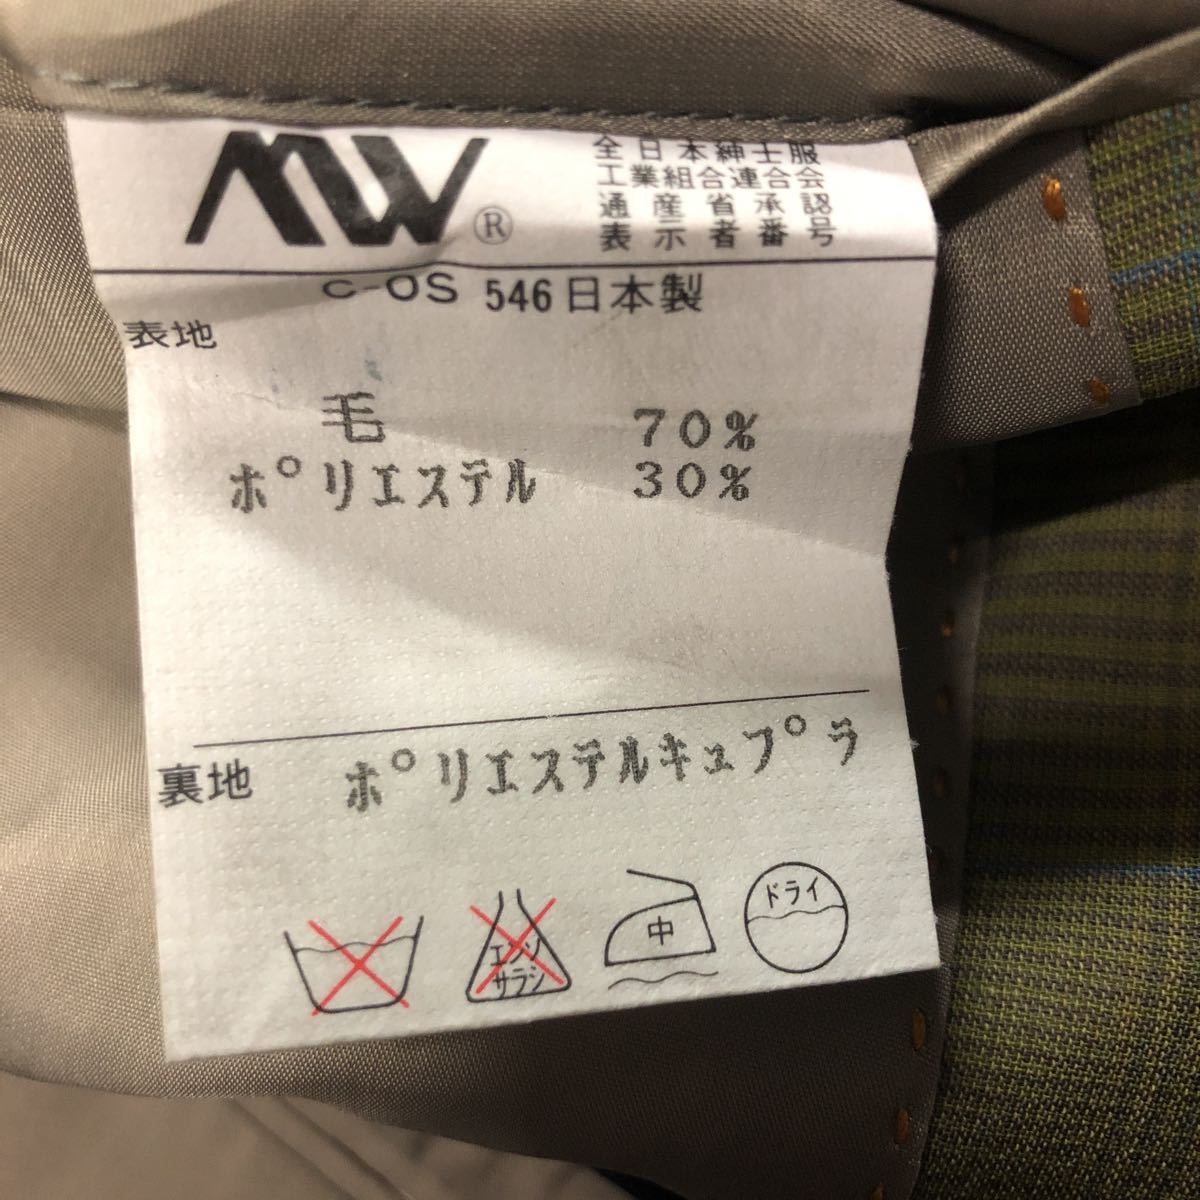 MW®
全日本紳士服
工業組合連合会
通産省承認
表示者番号
C-OS 546 日本製
表地
毛 70%
ポリエステル 30%
裏地 ポリエステルキュプラ
エンソ
サラシ
中
ドライ